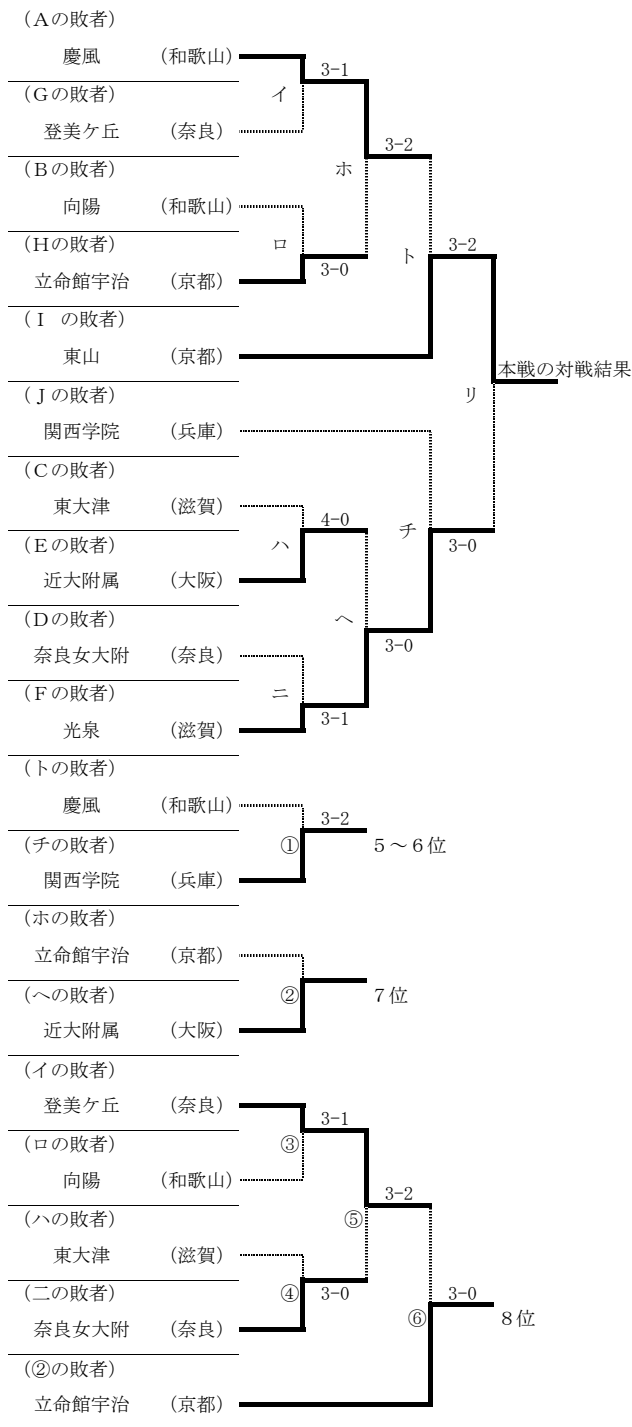 (Aの敗者)
慶風 (和歌山)
3-1
(Gの敗者)
イ
登美ケ丘 (奈良)
3-2
(Bの敗者)
ホ
向陽 (和歌山)
(Hの敗者)
ロ
ト
3-2
3-0
立命館宇治 (京都)
(I の敗者)
東山 (京都)
本戦の対戦結果
(Jの敗者)
リ
関西学院 (兵庫)
(Cの敗者)
東大津 (滋賀)
4-0
チ
(Eの敗者)
ハ
3-0
近大附属 (大阪)
(Dの敗者)
ヘ
3-0
奈良女大附 (奈良)
(Fの敗者)
ニ
3-1
光泉 (滋賀)
(トの敗者)
慶風 (和歌山)
3-2
(チの敗者)
① 5～6位
関西学院 (兵庫)
(ホの敗者)
立命館宇治 (京都)
(への敗者)
② 7位
近大附属 (大阪)
(イの敗者)
登美ケ丘 (奈良)
3-1
(ロの敗者)
③
向陽 (和歌山)
3-2
(ハの敗者)
⑤
東大津 (滋賀)
(二の敗者)
④
3-0
3-0
⑥ 8位
奈良女大附 (奈良)
(②の敗者)
立命館宇治 (京都)